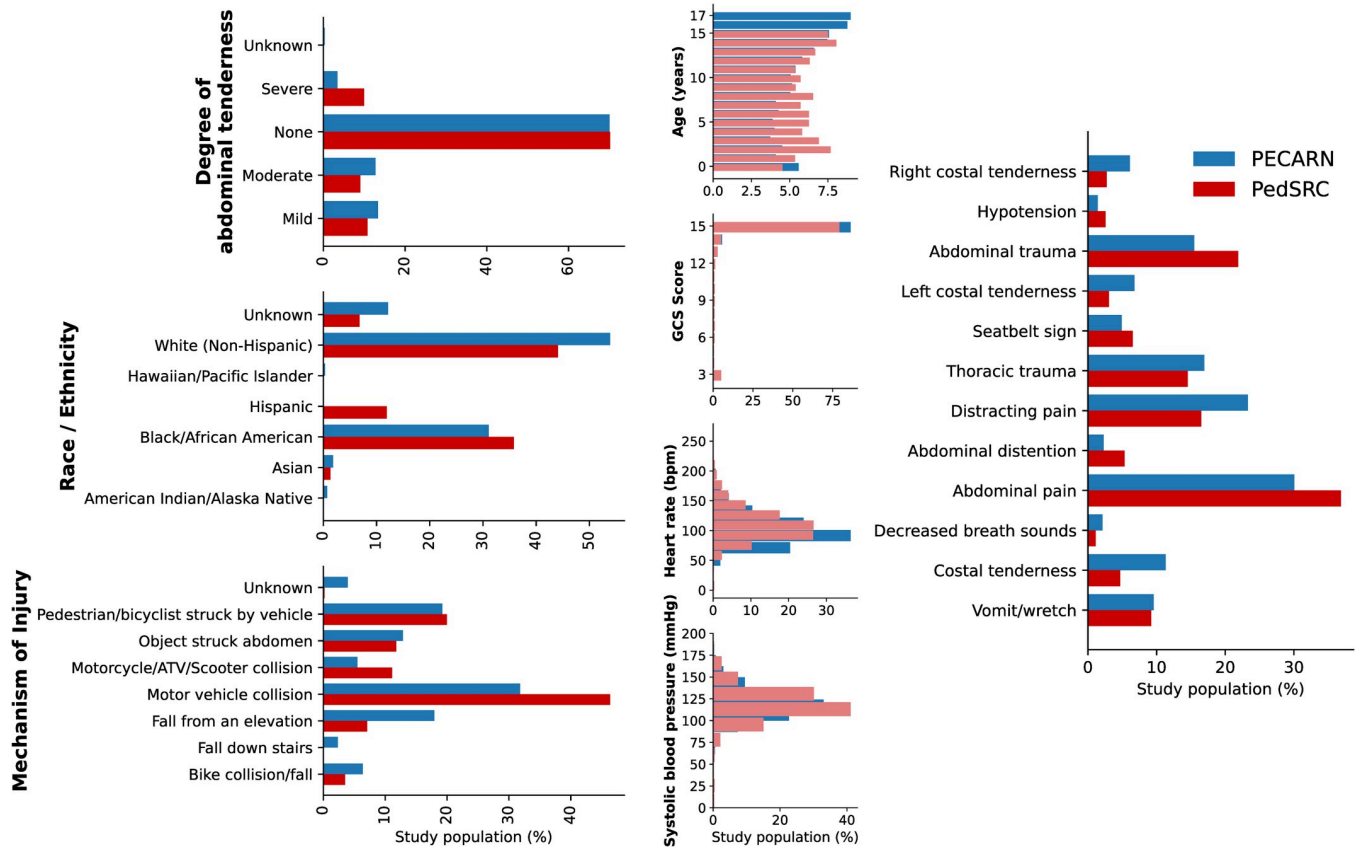 Degree of
abdominal tenderness
Unknown
Severe
None
Moderate
Mild
0 20 40 60
Race / Ethnicity
Unknown
White (Non-Hispanic)
Hawaiian/Pacific Islander
Hispanic
Black/African American
Asian
American Indian/Alaska Native
0 10 20 30 40 50
Mechanism of Injury
Unknown
Pedestrian/bicyclist struck by vehicle
Object struck abdomen
Motorcycle/ATV/Scooter collision
Motor vehicle collision
Fall from an elevation
Fall down stairs
Bike collision/fall
0 10 20 30 40
Study population (%)
Age (years)
17
15
10
5
0
0.0 2.5 5.0 7.5
GCS Score
15
12
9
6
3
0 25 50 75
Heart rate (bpm)
250
200
150
100
50
0
0 10 20 30
Systolic blood pressure (mmHg)
200
175
150
125
100
75
50
25
0
0 20 40
Study population (%)
PECARN
PedSRC
Right costal tenderness
Hypotension
Abdominal trauma
Left costal tenderness
Seatbelt sign
Thoracic trauma
Distracting pain
Abdominal distention
Abdominal pain
Decreased breath sounds
Costal tenderness
Vomit/wretch
0 10 20 30
Study population (%)